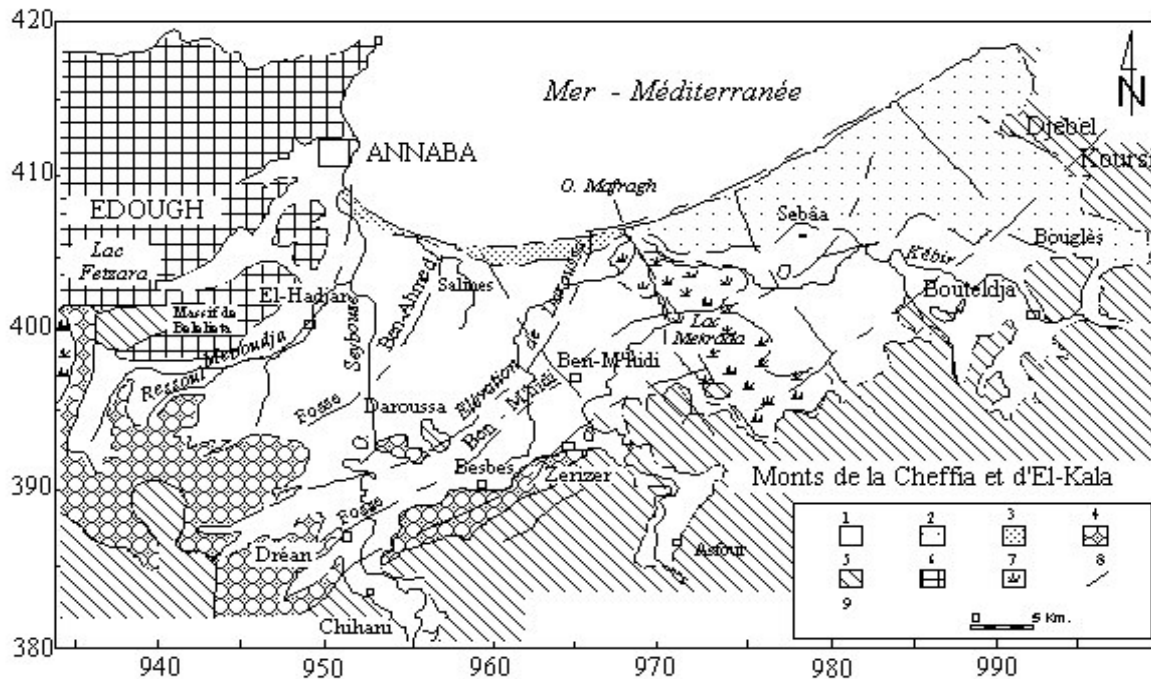 420
Mer - Méditerranée
N
Djebel
Koursi
ANNABA
410
O. Mafragh
EDOUGH
Sebâa
Lac
Fetzara
Bouglès
Kébir
Salines
El-Hadjar
Ben-Ahmed
Bouteldja
Massif de
Belelieta
400
Meboudja
Seybouse
Lac
Mekrada
Ressoul
Elévation de
Ben-M'hidi
Fosse
Daroussa
Ben-M'hidi
Besbes
Zerizer
Monts de la Cheffia et d'El-Kala
390
Fosse
1 2 3 4
Asfour
Dréan
5 6 7 8
9
0 5 Km.
Chihani
380
940 950 960 970 980 990